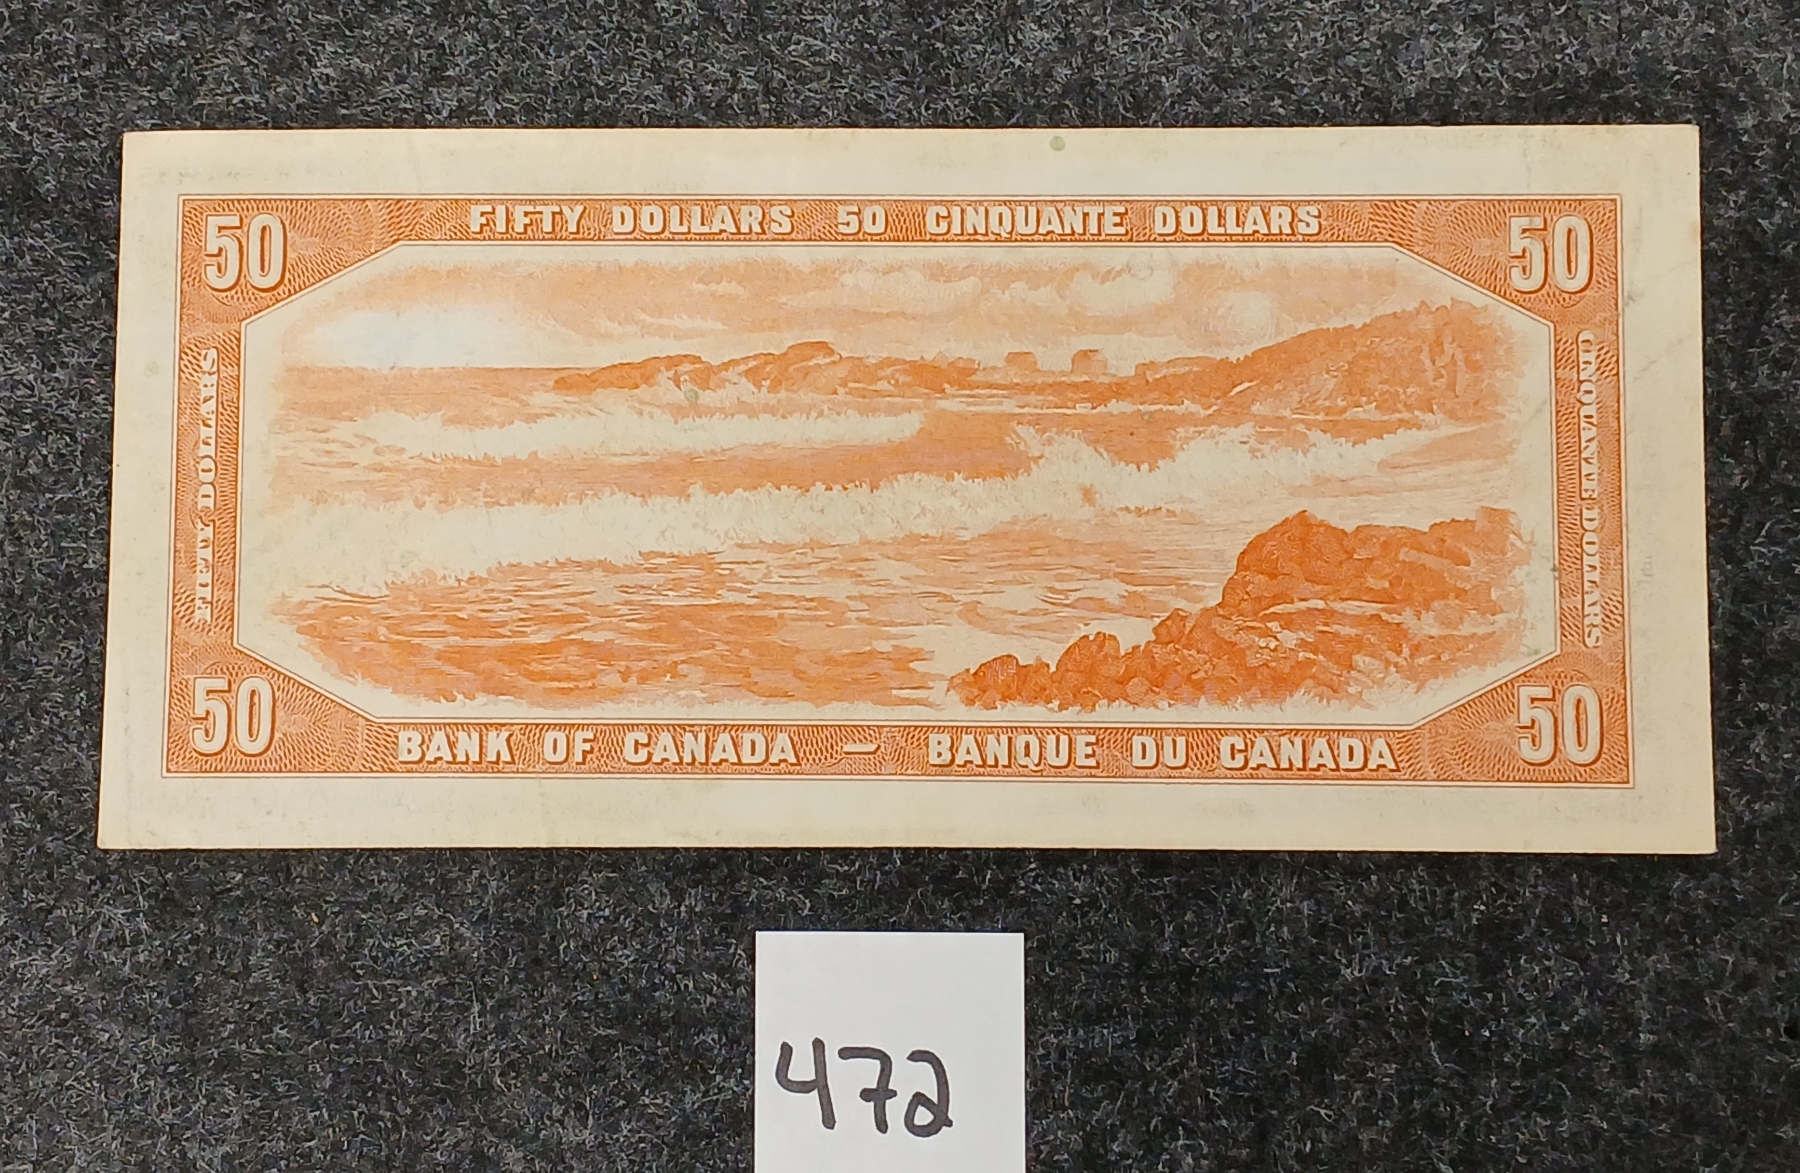 50 FIFTY DOLLARS 50 CINQUANTE DOLLARS 50
FIFTY DOLLARS
CINQUANTE DOLLARS
50 BANK OF CANADA — BANQUE DU CANADA 50
472